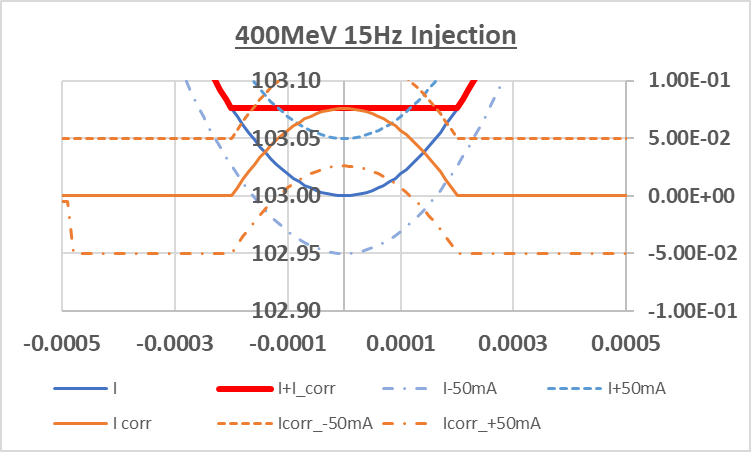 400MeV 15Hz Injection
103.10 1.00E-01
103.05 5.00E-02
103.00 0.00E+00
102.95 -5.00E-02
102.90 -1.00E-01
-0.0005 -0.0003 -0.0001 0.0001 0.0003 0.0005
I I+I_corr I-50mA I+50mA
I corr Icorr_-50mA Icorr_+50mA